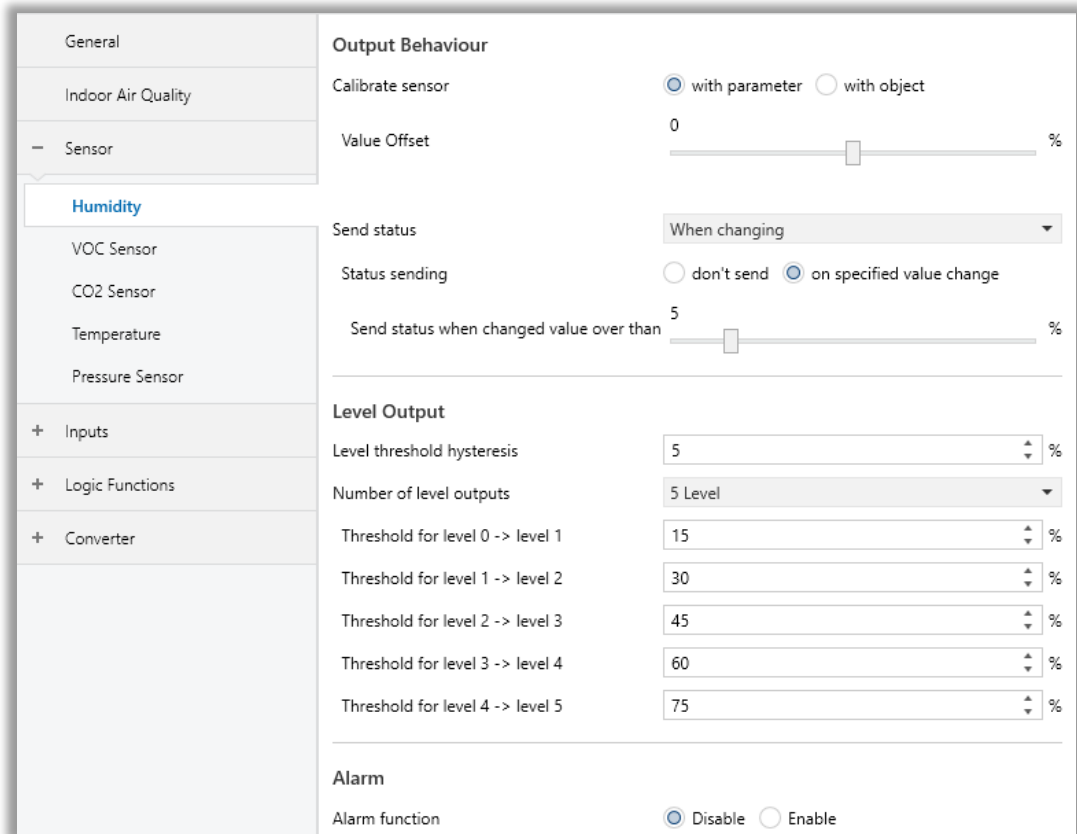 General
Indoor Air Quality
− Sensor
Humidity
VOC Sensor
CO2 Sensor
Temperature
Pressure Sensor
+ Inputs
+ Logic Functions
+ Converter
Output Behaviour
Calibrate sensor with parameter with object
0
Value Offset %
Send status When changing
Status sending don't send on specified value change
5
Send status when changed value over than %
Level Output
Level threshold hysteresis 5 %
Number of level outputs 5 Level
Threshold for level 0 -> level 1 15 %
Threshold for level 1 -> level 2 30 %
Threshold for level 2 -> level 3 45 %
Threshold for level 3 -> level 4 60 %
Threshold for level 4 -> level 5 75 %
Alarm
Alarm function Disable Enable